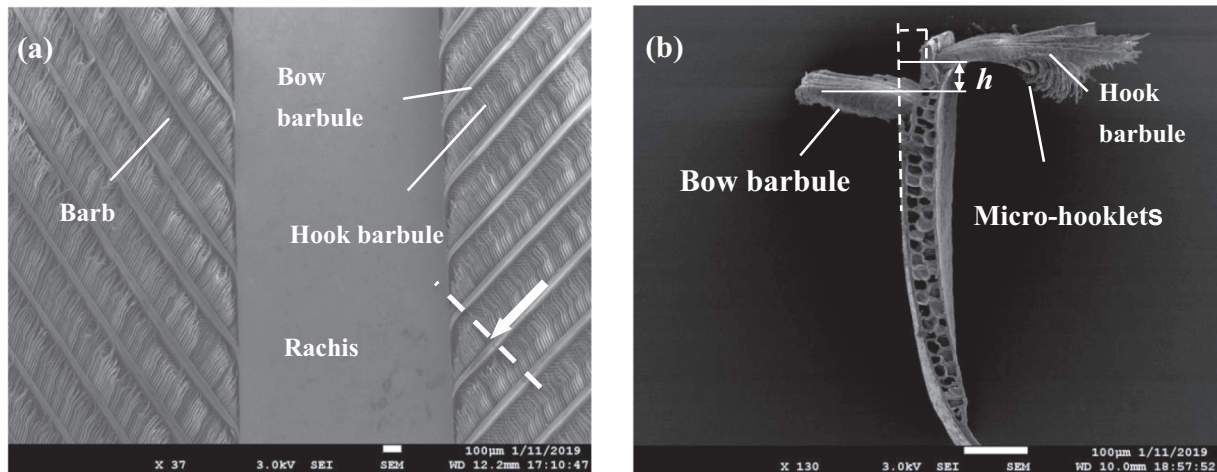 (a)
Bow
barbule
Barb
Hook barbule
Rachis
100μm 1/11/2019
X 37 3.0kV SEI SEM WD 12.2mm 17:10:47
(b)
h
Hook
barbule
Bow barbule
Micro-hooklets
100μm 1/11/2019
X 130 3.0kV SEI SEM WD 10.0mm 18:57:52